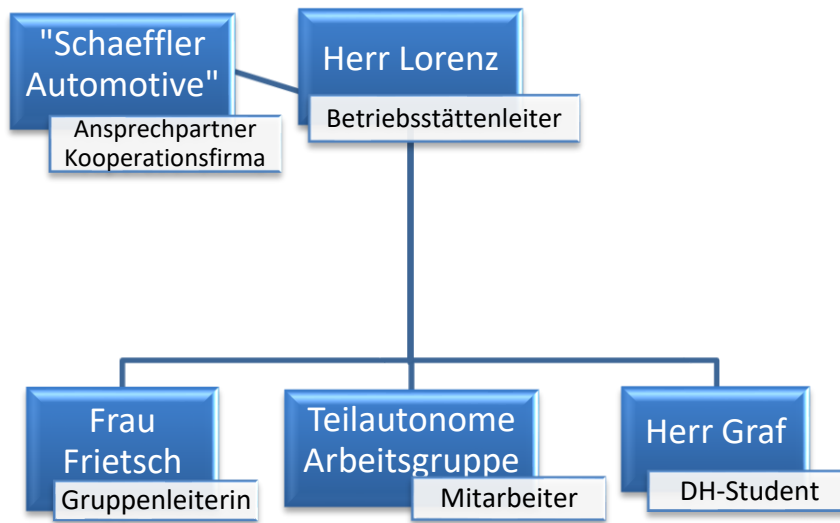 "Schaeffler
Automotive"
Ansprechpartner
Kooperationsfirma
Herr Lorenz
Betriebsstättenleiter
Frau
Frietsch
Gruppenleiterin
Teilautonome
Arbeitsgruppe
Mitarbeiter
Herr Graf
DH-Student